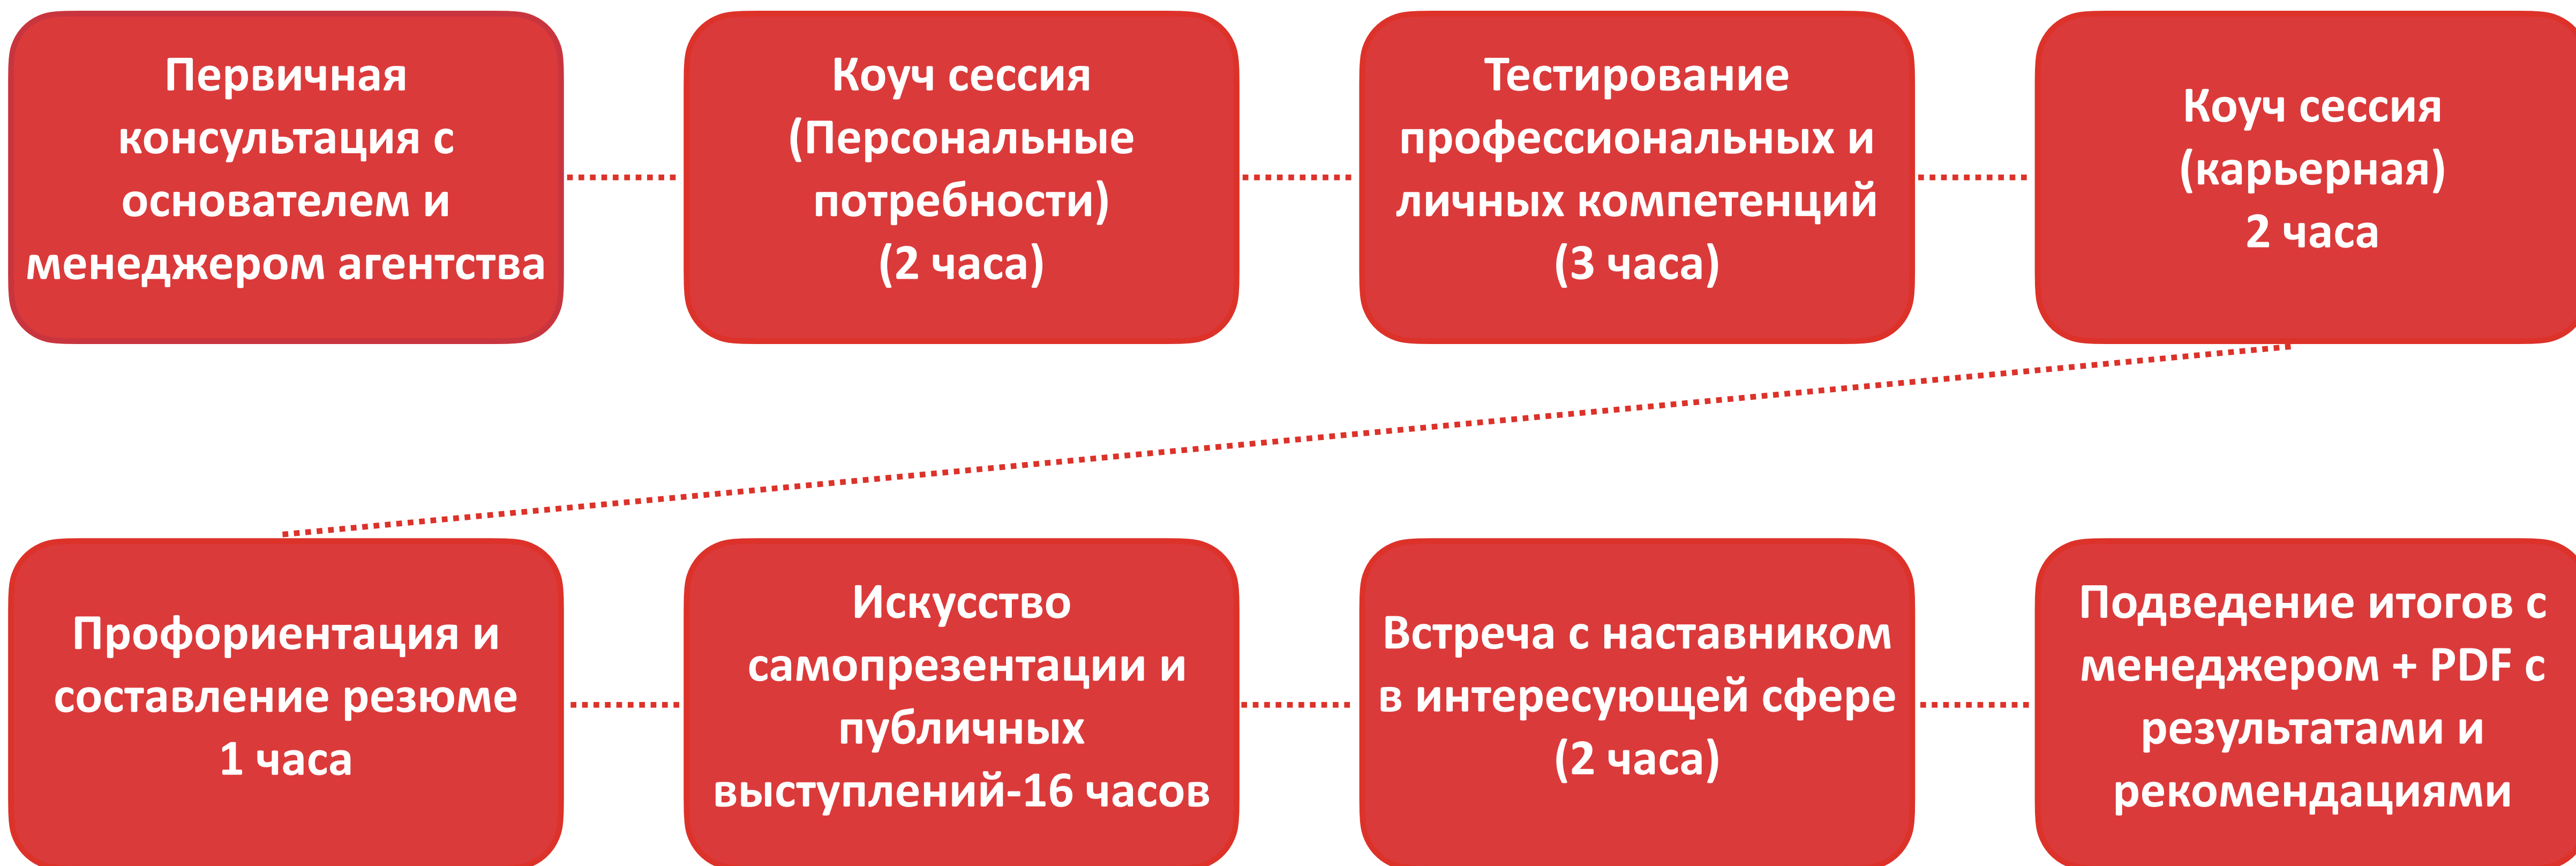 Первичная
консультация с
основателем и
менеджером агентства
Коуч сессия
(Персональные
потребности)
(2 часа)
Тестирование
профессиональных и
личных компетенций
(3 часа)
Коуч сессия
(карьерная)
2 часа
Профориентация и
составление резюме
1 часа
Искусство
самопрезентации и
публичных
выступлений-16 часов
Встреча с наставником
в интересующей сфере
(2 часа)
Подведение итогов с
менеджером + PDF с
результатами и
рекомендациями